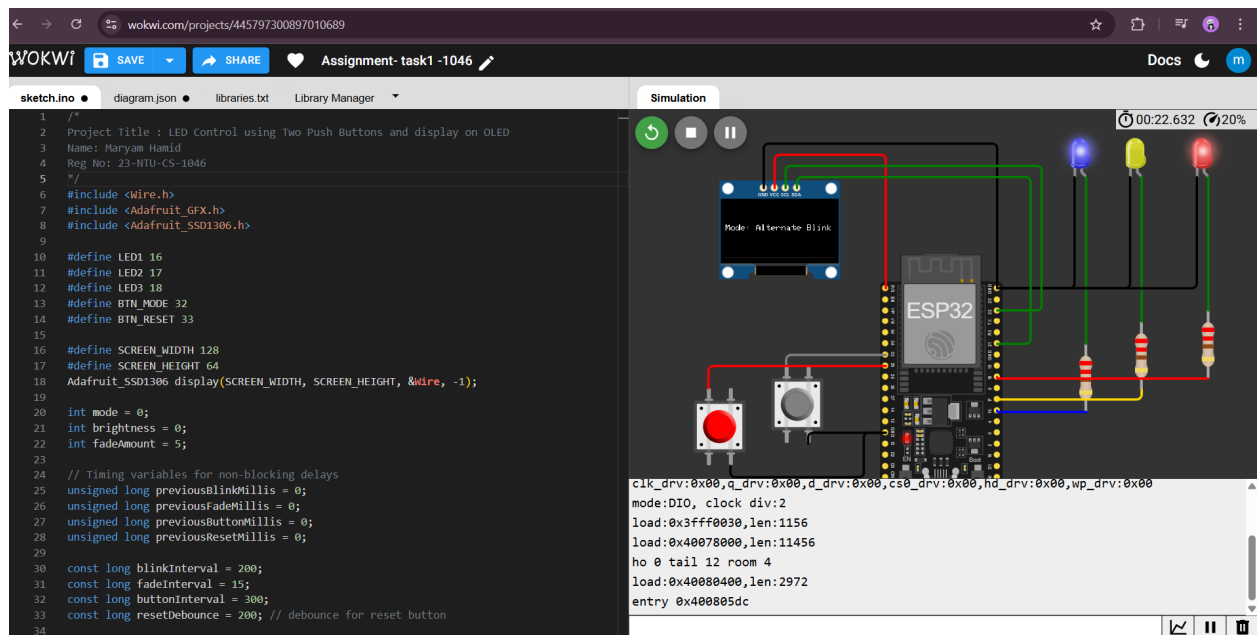 wokwi.com/projects/445797300897010689
WOKWI
SAVE
SHARE
Assignment- task1 -1046
Docs
m
sketch.ino ●
diagram.json ●
libraries.txt
Library Manager
1 /*
2 Project Title : LED Control using Two Push Buttons and display on OLED
3 Name: Maryam Hamid
4 Reg No: 23-NTU-CS-1046
5 */
6 #include <Wire.h>
7 #include <Adafruit_GFX.h>
8 #include <Adafruit_SSD1306.h>
9
10 #define LED1 16
11 #define LED2 17
12 #define LED3 18
13 #define BTN_MODE 32
14 #define BTN_RESET 33
15
16 #define SCREEN_WIDTH 128
17 #define SCREEN_HEIGHT 64
18 Adafruit_SSD1306 display(SCREEN_WIDTH, SCREEN_HEIGHT, &Wire, -1);
19
20 int mode = 0;
21 int brightness = 0;
22 int fadeAmount = 5;
23
24 // Timing variables for non-blocking delays
25 unsigned long previousBlinkMillis = 0;
26 unsigned long previousFadeMillis = 0;
27 unsigned long previousButtonMillis = 0;
28 unsigned long previousResetMillis = 0;
29
30 const long blinkInterval = 200;
31 const long fadeInterval = 15;
32 const long buttonInterval = 300;
33 const long resetDebounce = 200; // debounce for reset button
34
Simulation
00:22.632 20%
GND VCC SCL SDA
Mode: Alternate Blink
ESP32
EN
Boot
clk_drv:0x00,q_drv:0x00,d_drv:0x00,cs0_drv:0x00,hd_drv:0x00,wp_drv:0x00
mode:DIO, clock div:2
load:0x3fff0030,len:1156
load:0x40078000,len:11456
ho 0 tail 12 room 4
load:0x40080400,len:2972
entry 0x400805dc